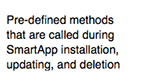 Pre-defined methods
that are called during
SmartApp installation,
updating, and deletion